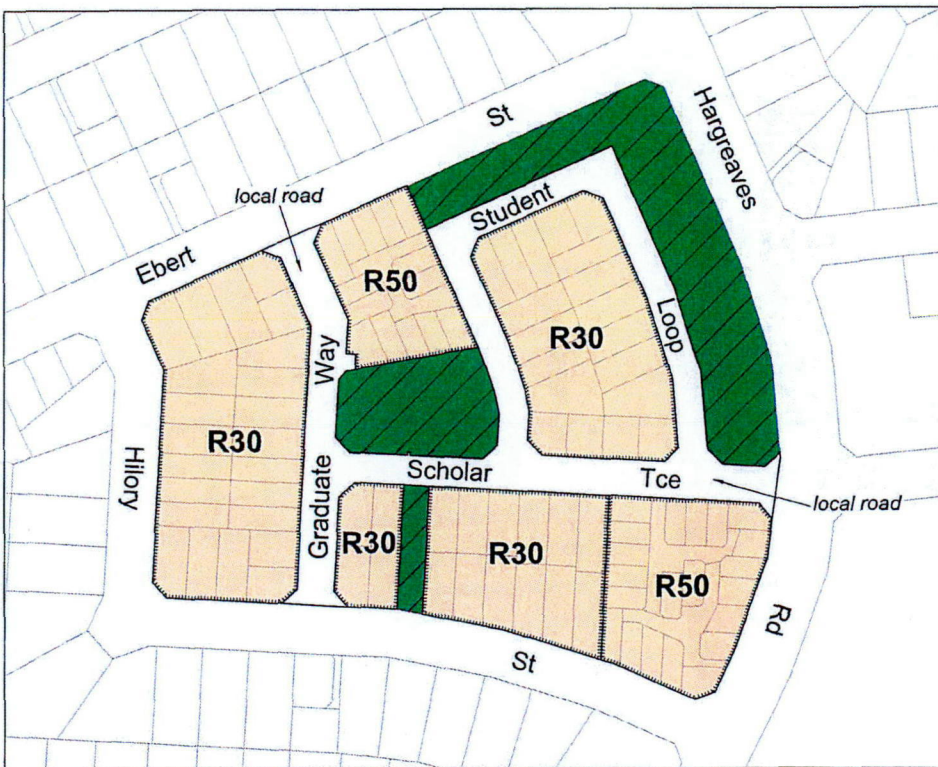 St
Hargreaves
local road
Student
Ebert
R50
Loop
R30
Way
R30
Hilory
Scholar
Tce
local road
Graduate
R30
R30
R50
Rd
St